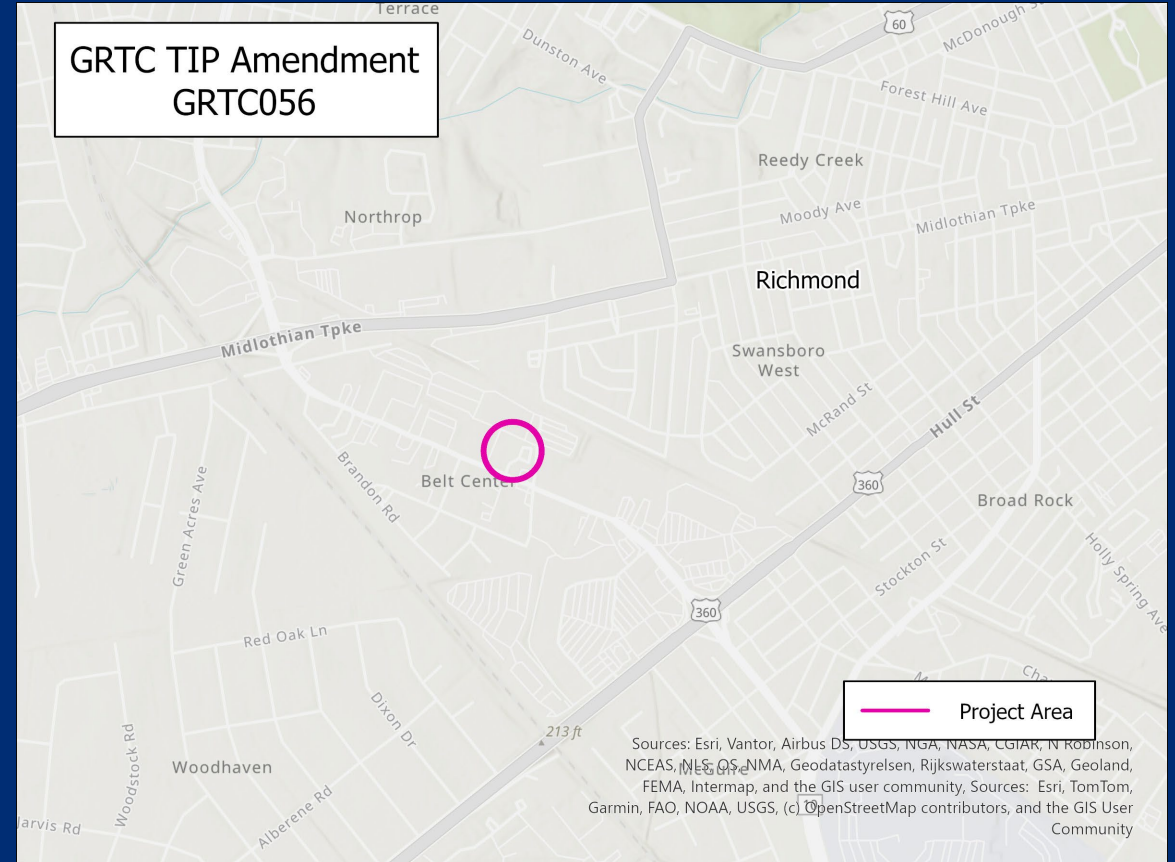 Terrace
GRTC TIP Amendment
GRTC056
60
McDonough S
Dunston Ave
Forest Hill Ave
Reedy Creek
Northrop
Moody Ave
Midlothian Tpke
Richmond
Midlothian Tpke
Swansboro
West
McRand St
Hull St
Belt Center
Brandon Rd
360
Broad Rock
Green Acres Ave
Stockton St
Holly Spring Ave
360
Red Oak Ln
Dixon Dr
Project Area
213 ft
Woodhaven
Woodstock Rd
McGuire
Sources: Esri, Vantor, Airbus DS, USGS, NGA, NASA, CGIAR, N Robinson,
NCEAS, NLS, OS, NMA, Geodatastyrelsen, Rijkswaterstaat, GSA, Geoland,
FEMA, Intermap, and the GIS user community, Sources: Esri, TomTom,
Garmin, FAO, NOAA, USGS, (c) OpenStreetMap contributors, and the GIS User
Community
10
Alberene Rd
Jarvis Rd